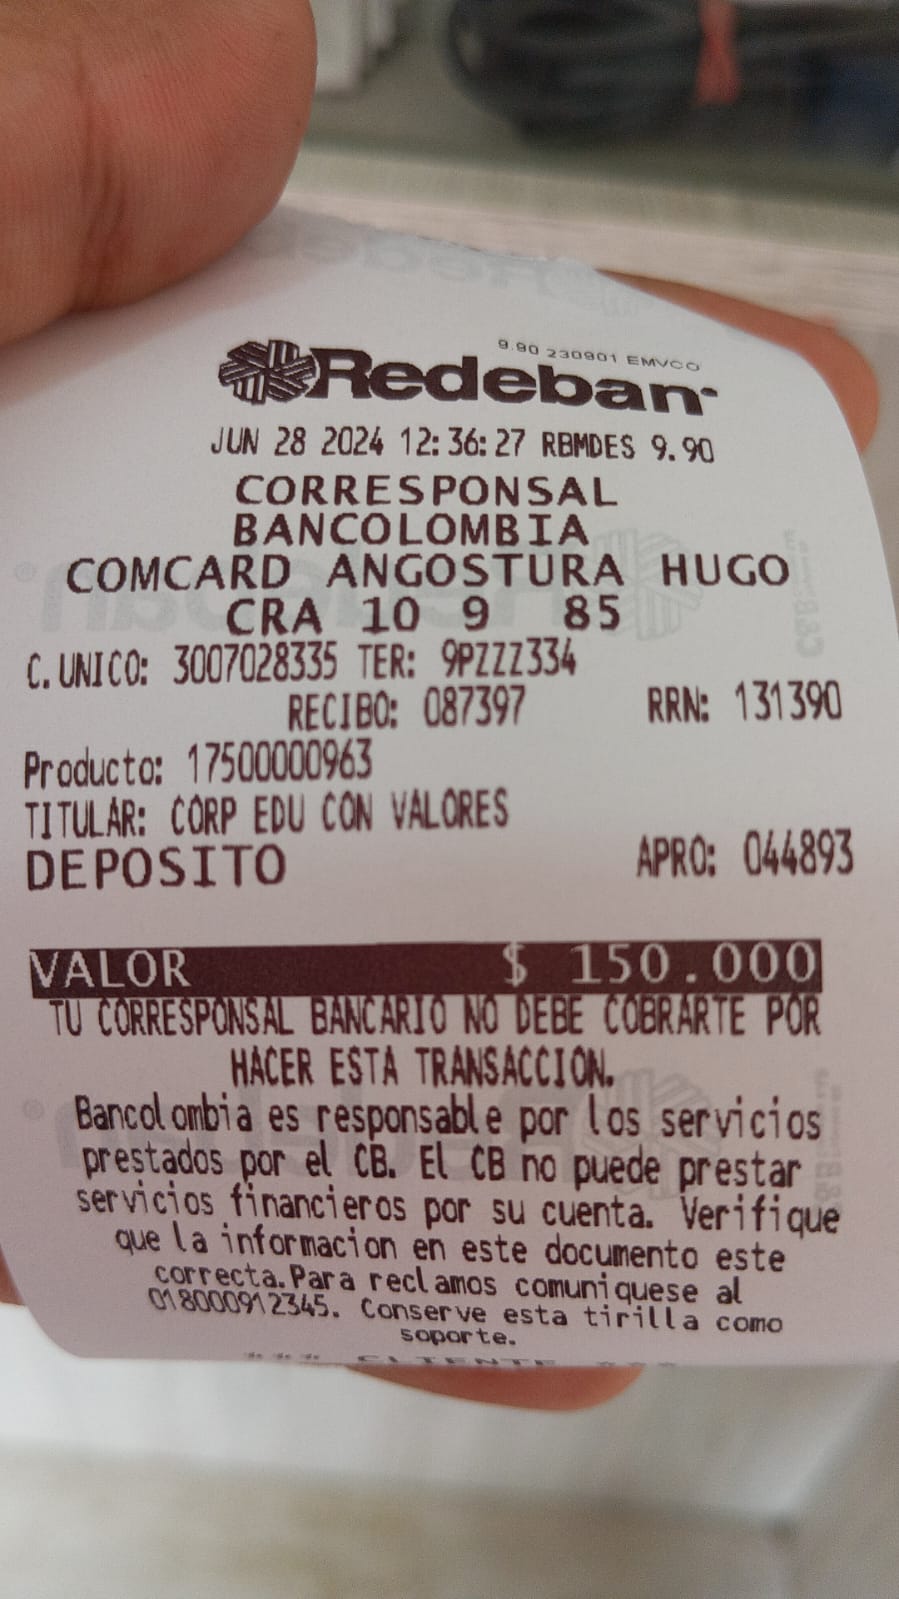 9.90 230901 EMVCO
Redeban
JUN 28 2024 12:36:27 RBMDES 9.90
CORRESPONSAL
BANCOLOMBIA
COMCARD ANGOSTURA HUGO
CRA 10 9 85
C. UNICO: 3007028335 TER: 9PZZZ334
RECIBO: 087397 RRN: 131390
Producto: 17500000963
TITULAR: CORP EDU CON VALORES
DEPOSITO APRO: 044893
VALOR $ 150.000
TU CORRESPONSAL BANCARIO NO DEBE COBRARTE POR
HACER ESTA TRANSACCION.
Bancolombia es responsable por los servicios
prestados por el CB. El CB no puede prestar
servicios financieros por su cuenta. Verifique
que la informacion en este documento este
correcta. Para reclamos comuniquese al
018000912345. Conserve esta tirilla como
soporte.
*** CLIENTE ***